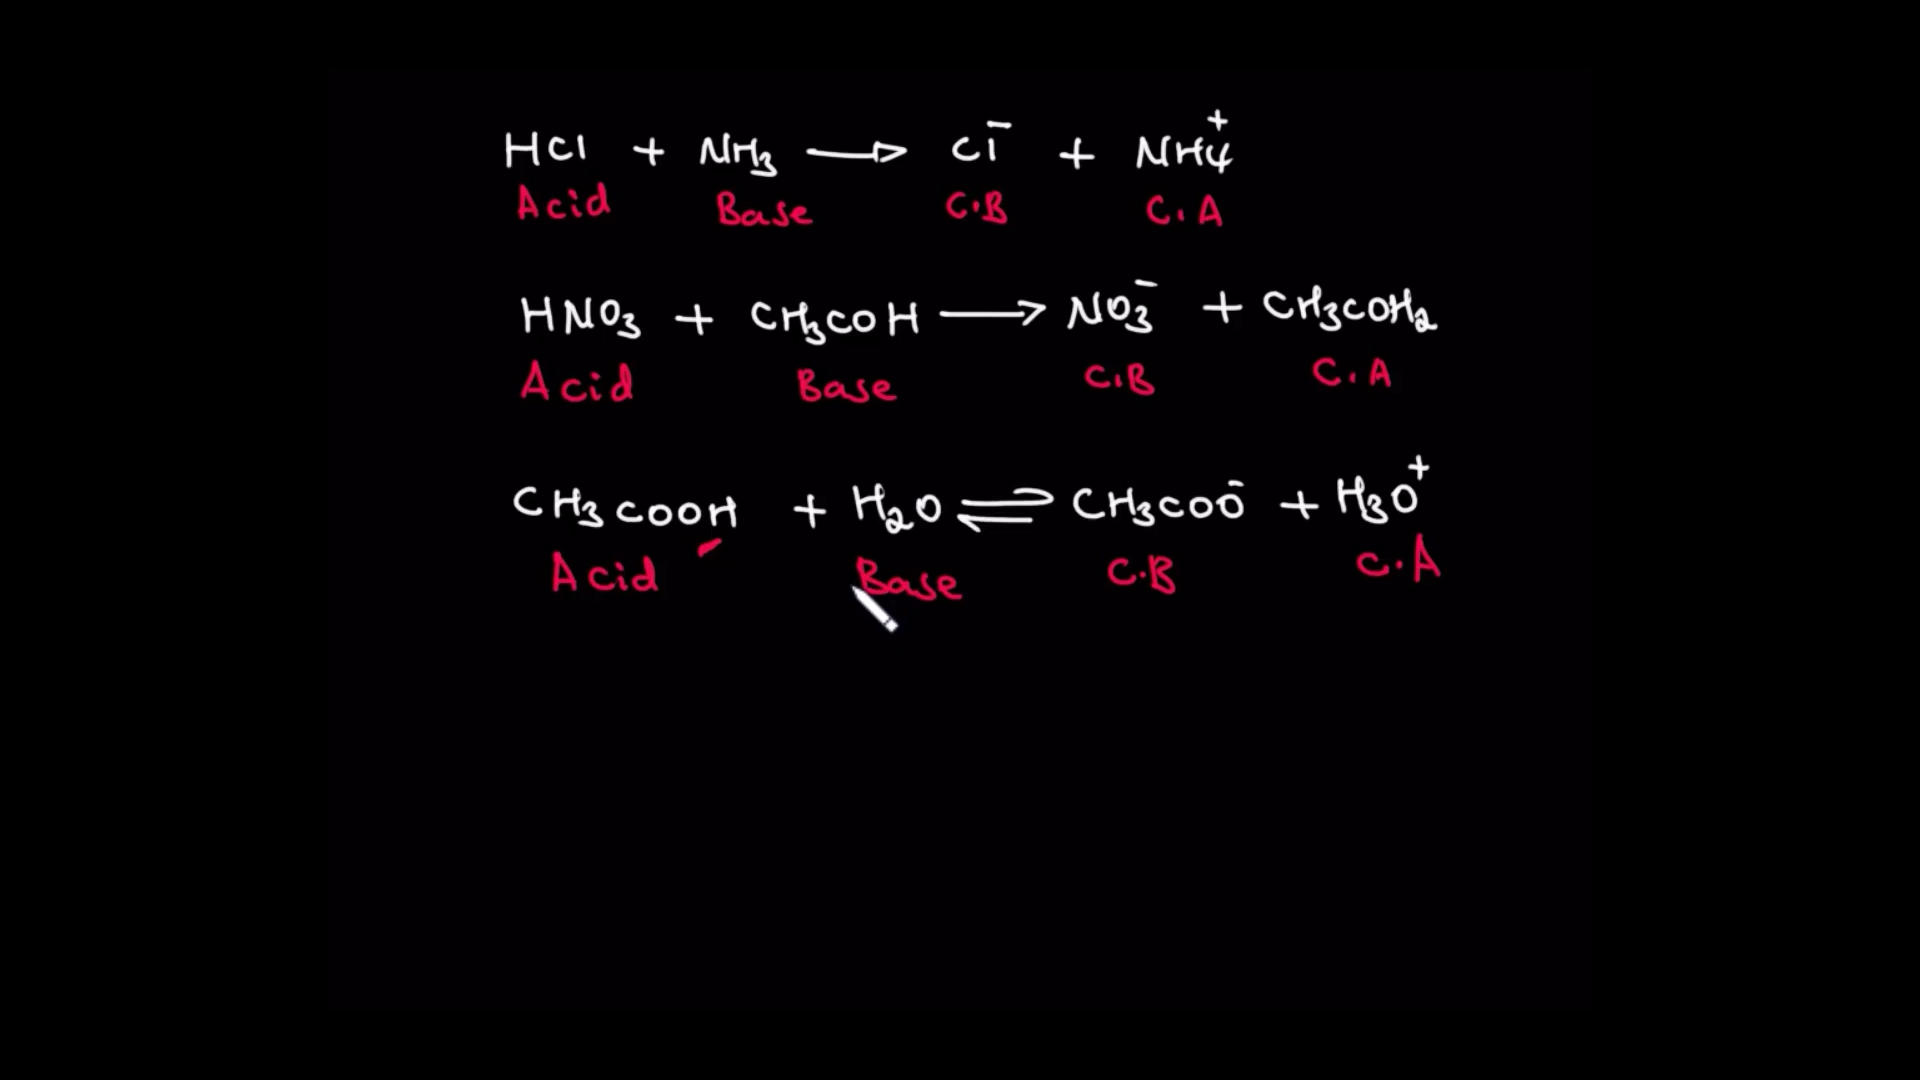 HCl + NH₃ ⟶ Cl⁻ + NH₄⁺
Acid Base C.B C.A
HNO₃ + CH₃COH ⟶ NO₃⁻ + CH₃COH₂
Acid Base C.B C.A
CH₃COOH + H₂O ⇌ CH₃COO⁻ + H₃O⁺
Acid Base C.B C.A